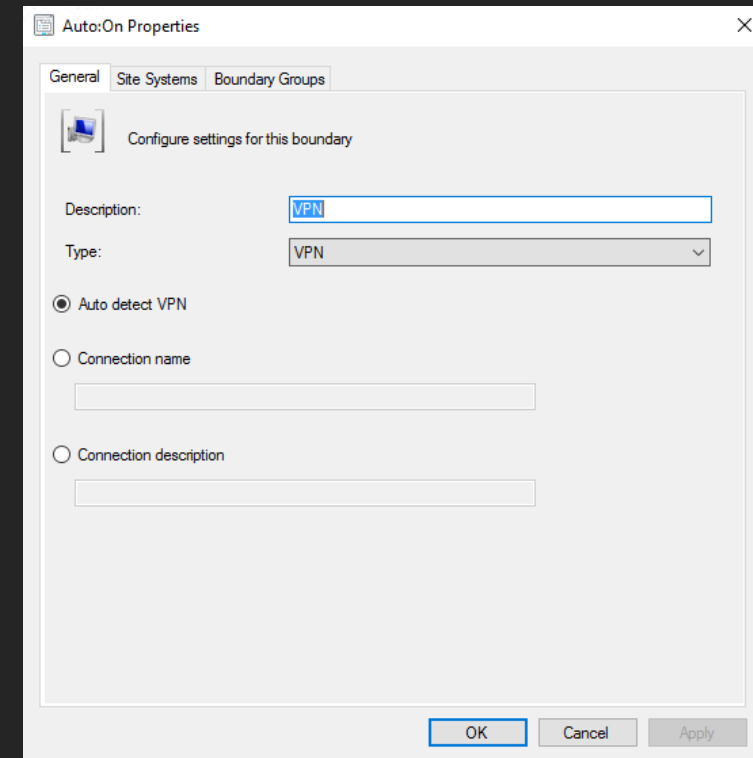 Auto:On Properties
General Site Systems Boundary Groups
Configure settings for this boundary
Description: VPN
Type: VPN
Auto detect VPN
Connection name
Connection description
OK Cancel Apply